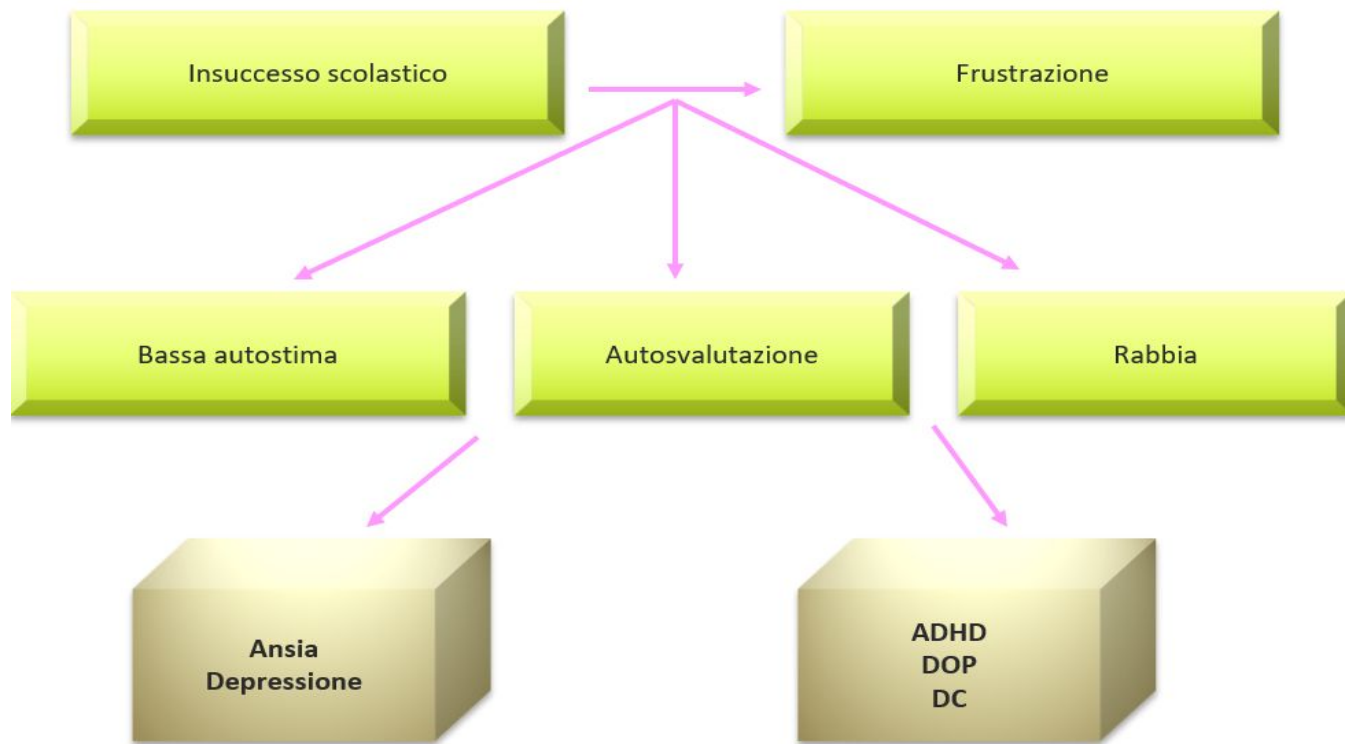 Insuccesso scolastico
Frustrazione
Bassa autostima
Autosvalutazione
Rabbia
Ansia
Depressione
ADHD
DOP
DC